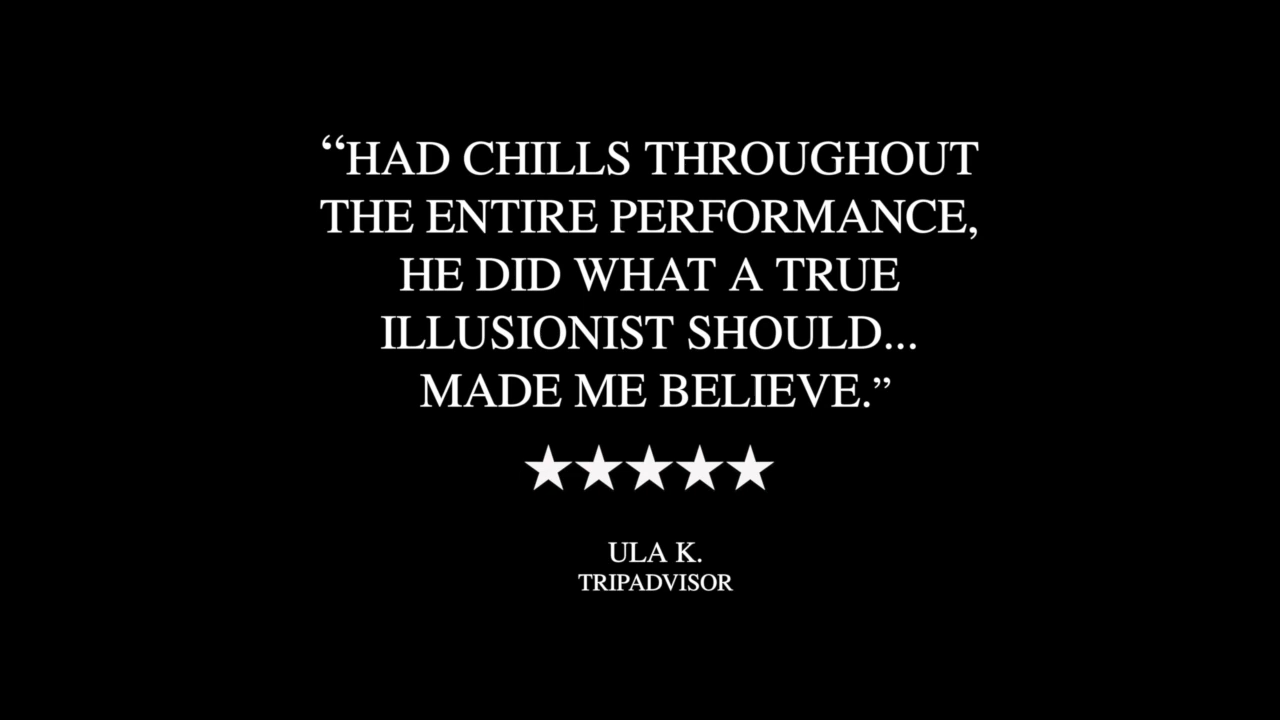 “HAD CHILLS THROUGHOUT
THE ENTIRE PERFORMANCE,
HE DID WHAT A TRUE
ILLUSIONIST SHOULD...
MADE ME BELIEVE.”
★★★★★
ULA K.
TRIPADVISOR